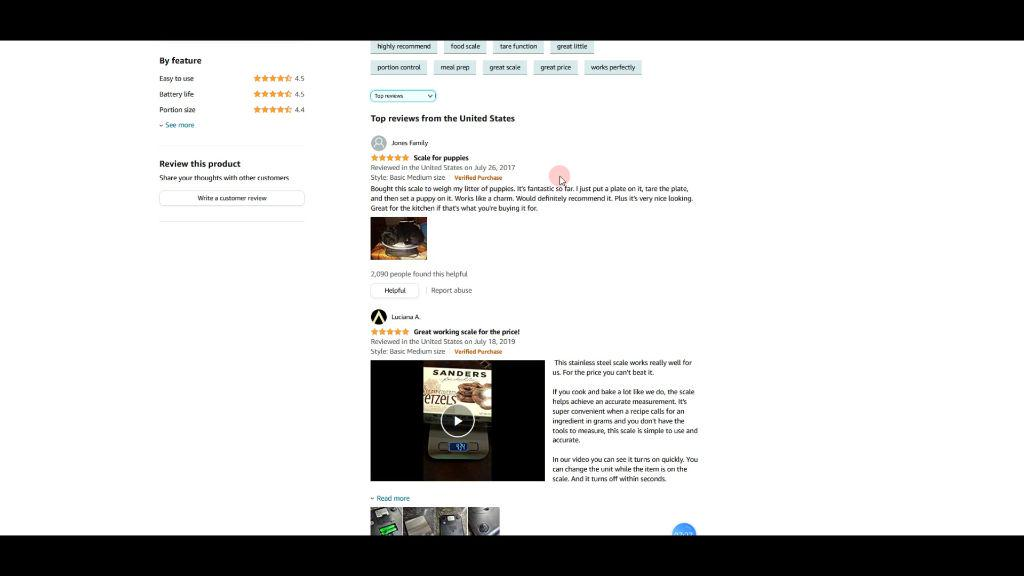 highly recommend food scale tare function great little
portion control meal prep great scale great price works perfectly
By feature
Easy to use 4.5
Battery life 4.5
Portion size 4.4
See more
Review this product
Share your thoughts with other customers
Write a customer review
Top reviews
Top reviews from the United States
Jones Family
Scale for puppies
Reviewed in the United States on July 26, 2017
Style: Basic Medium size Verified Purchase
Bought this scale to weigh my litter of puppies. It's fantastic so far. I just put a plate on it, tare the plate,
and then set a puppy on it. Works like a charm. Would definitely recommend it. Plus it's very nice looking.
Great for the kitchen if that's what you're buying it for.
2,090 people found this helpful
Helpful Report abuse
Luciana A.
Great working scale for the price!
Reviewed in the United States on July 18, 2019
Style: Basic Medium size Verified Purchase
SANDERS
This stainless steel scale works really well for
us. For the price you can't beat it.
If you cook and bake a lot like we do, the scale
helps achieve an accurate measurement. It's
super convenient when a recipe calls for an
ingredient in grams and you don't have the
tools to measure, this scale is simple to use and
accurate.
In our video you can see it turns on quickly. You
can change the unit while the item is on the
scale. And it turns off within seconds.
Read more